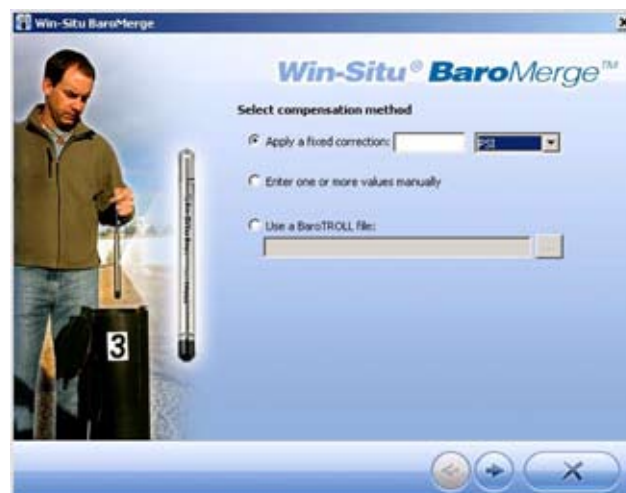 Win-Situ BaroMerge
Win-Situ® BaroMerge™
Select compensation method
Apply a fixed correction:
PSI
Enter one or more values manually
Use a BaroTROLL file:
...
3